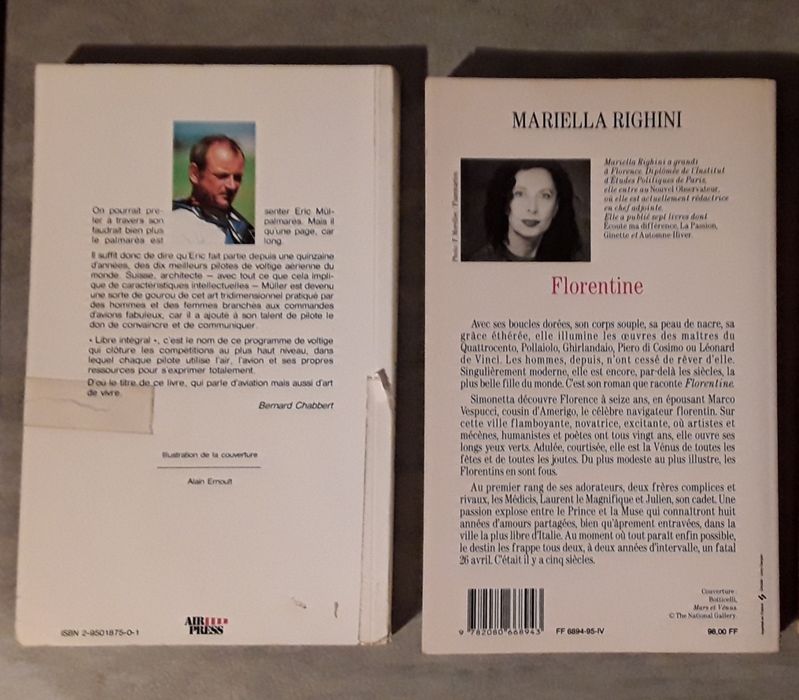 On pourrait pré-
ter à travers son
faudrait bien plus
le palmarès est
senter Eric Mül-
palmarès. Mais il
qu'une page, car
long.
Il suffit donc de dire qu'Eric fait partie depuis une quinzaine
d'années, des dix meilleurs pilotes de voltige aérienne du
monde. Suisse, architecte — avec tout ce que cela impli-
que de caractéristiques intellectuelles — Müller est devenu
une sorte de gourou de cet art tridimensionnel pratiqué par
des hommes et des femmes branchés aux commandes
d'avions fabuleux, car il a ajouté à son talent de pilote le
don de convaincre et de communiquer.
« Libre intégral », c'est le nom de ce programme de voltige
qui clôture les compétitions au plus haut niveau, dans
lequel chaque pilote utilise l'air, l'avion et ses propres
ressources pour s'exprimer totalement.
D'où le titre de ce livre, qui parle d'aviation mais aussi d'art
de vivre.
Bernard Chabbert
Illustration de la couverture
Alain Ernoult
ISBN 2-9501875-0-1
AIR
PRESS
MARIELLA RIGHINI
Mariella Righini a grandi
à Florence. Diplômée de l'Institut
d'Études Politiques de Paris,
elle entre au Nouvel Observateur,
où elle est actuellement rédactrice
en chef adjointe.
Elle a publié sept livres dont
Écoute ma différence, La Passion,
Ginette et Automne-Hiver.
Florentine
Avec ses boucles dorées, son corps souple, sa peau de nacre, sa
grâce éthérée, elle illumine les œuvres des maîtres du
Quattrocento, Pollaiolo, Ghirlandaio, Piero di Cosimo ou Léonard
de Vinci. Les hommes, depuis, n'ont cessé de rêver d'elle.
Singulièrement moderne, elle est encore, par-delà les siècles, la
plus belle fille du monde. C'est son roman que raconte Florentine.
Simonetta découvre Florence à seize ans, en épousant Marco
Vespucci, cousin d'Amerigo, le célèbre navigateur florentin. Sur
cette ville flamboyante, novatrice, excitante, où artistes et
mécènes, humanistes et poètes ont tous vingt ans, elle ouvre ses
longs yeux verts. Adulée, courtisée, elle est la Vénus de toutes les
fêtes et de toutes les joutes. Du plus modeste au plus illustre, les
Florentins en sont fous.
Au premier rang de ses adorateurs, deux frères complices et
rivaux, les Médicis, Laurent le Magnifique et Julien, son cadet. Une
passion explose entre le Prince et la Muse qui connaîtront huit
années d'amours partagées, bien qu'âprement entravées, dans la
ville la plus libre d'Italie. Au moment où tout paraît enfin possible,
le destin les frappe tous deux, à deux années d'intervalle, un fatal
26 avril. C'était il y a cinq siècles.
Couverture :
Botticelli,
Mars et Vénus.
© The National Gallery.
9 782080 668943
FF 6894-95-IV
98,00 FF